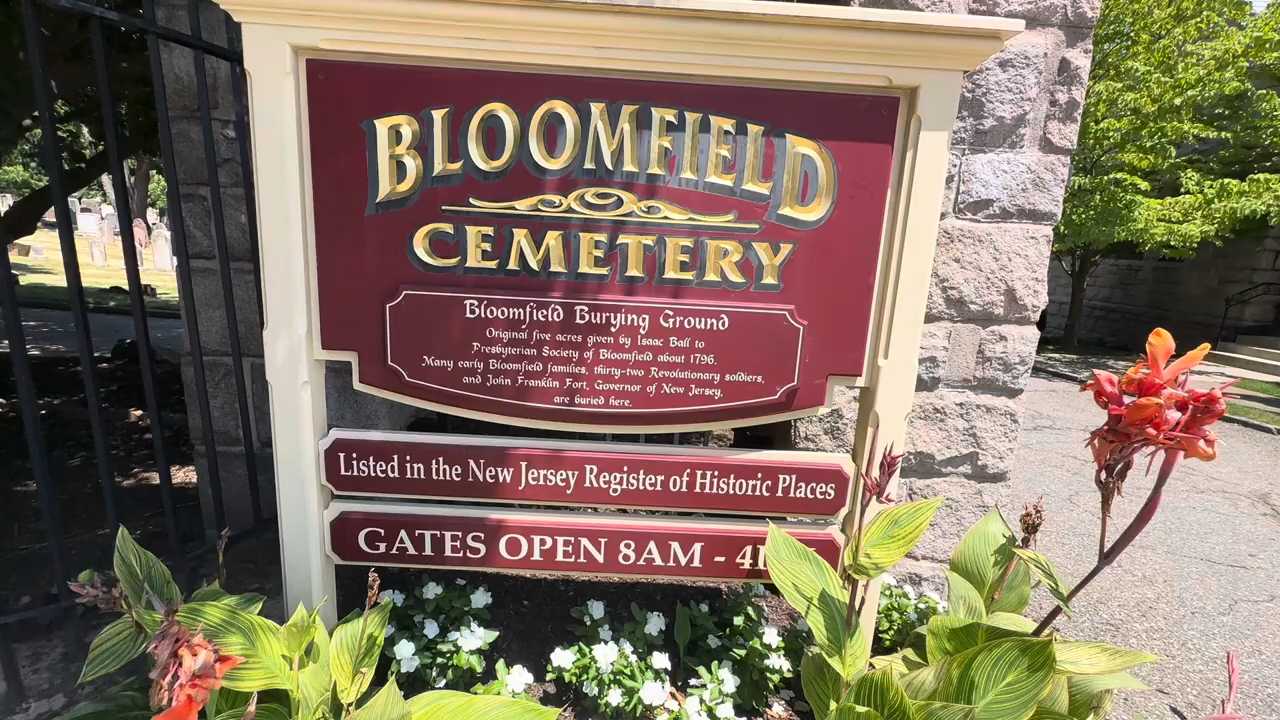 BLOOMFIELD
CEMETERY
Bloomfield Burying Ground
Original five acres given by Isaac Ball to
Presbyterian Society of Bloomfield about 1796.
Many early Bloomfield families, thirty-two Revolutionary soldiers,
and John Franklin Fort, Governor of New Jersey,
are buried here.
Listed in the New Jersey Register of Historic Places
GATES OPEN 8AM -